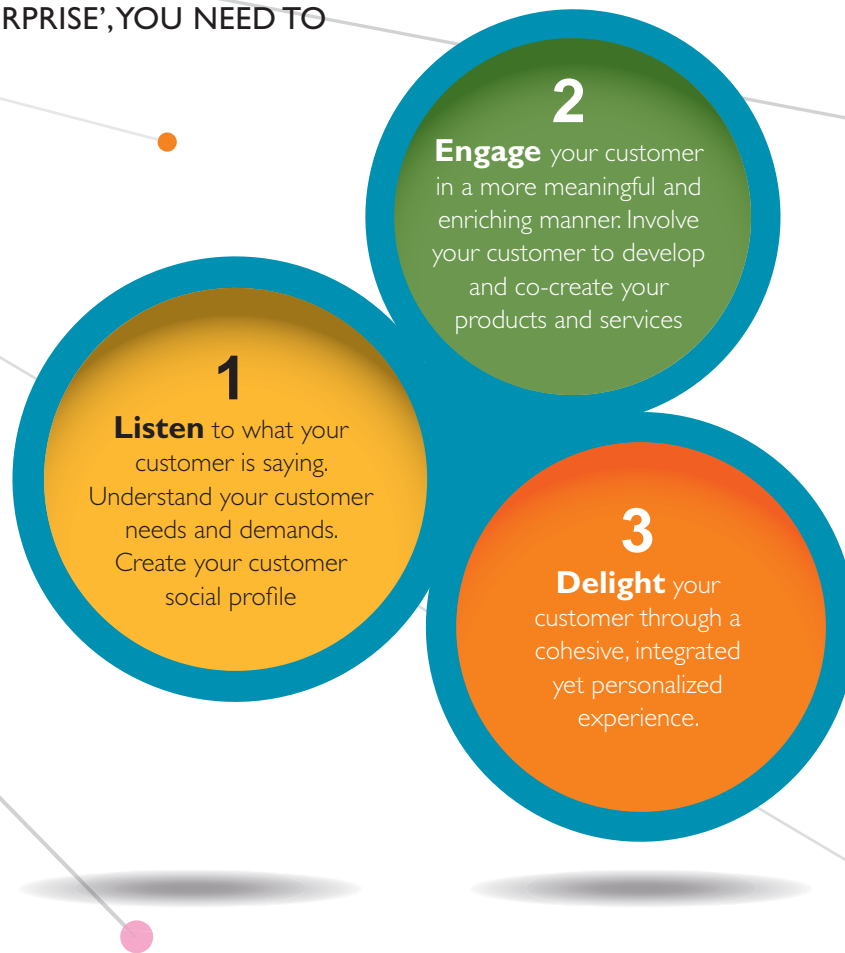 RPRISE’, YOU NEED TO
1
Listen to what your
customer is saying.
Understand your customer
needs and demands.
Create your customer
social profile
2
Engage your customer
in a more meaningful and
enriching manner. Involve
your customer to develop
and co-create your
products and services
3
Delight your
customer through a
cohesive, integrated
yet personalized
experience.